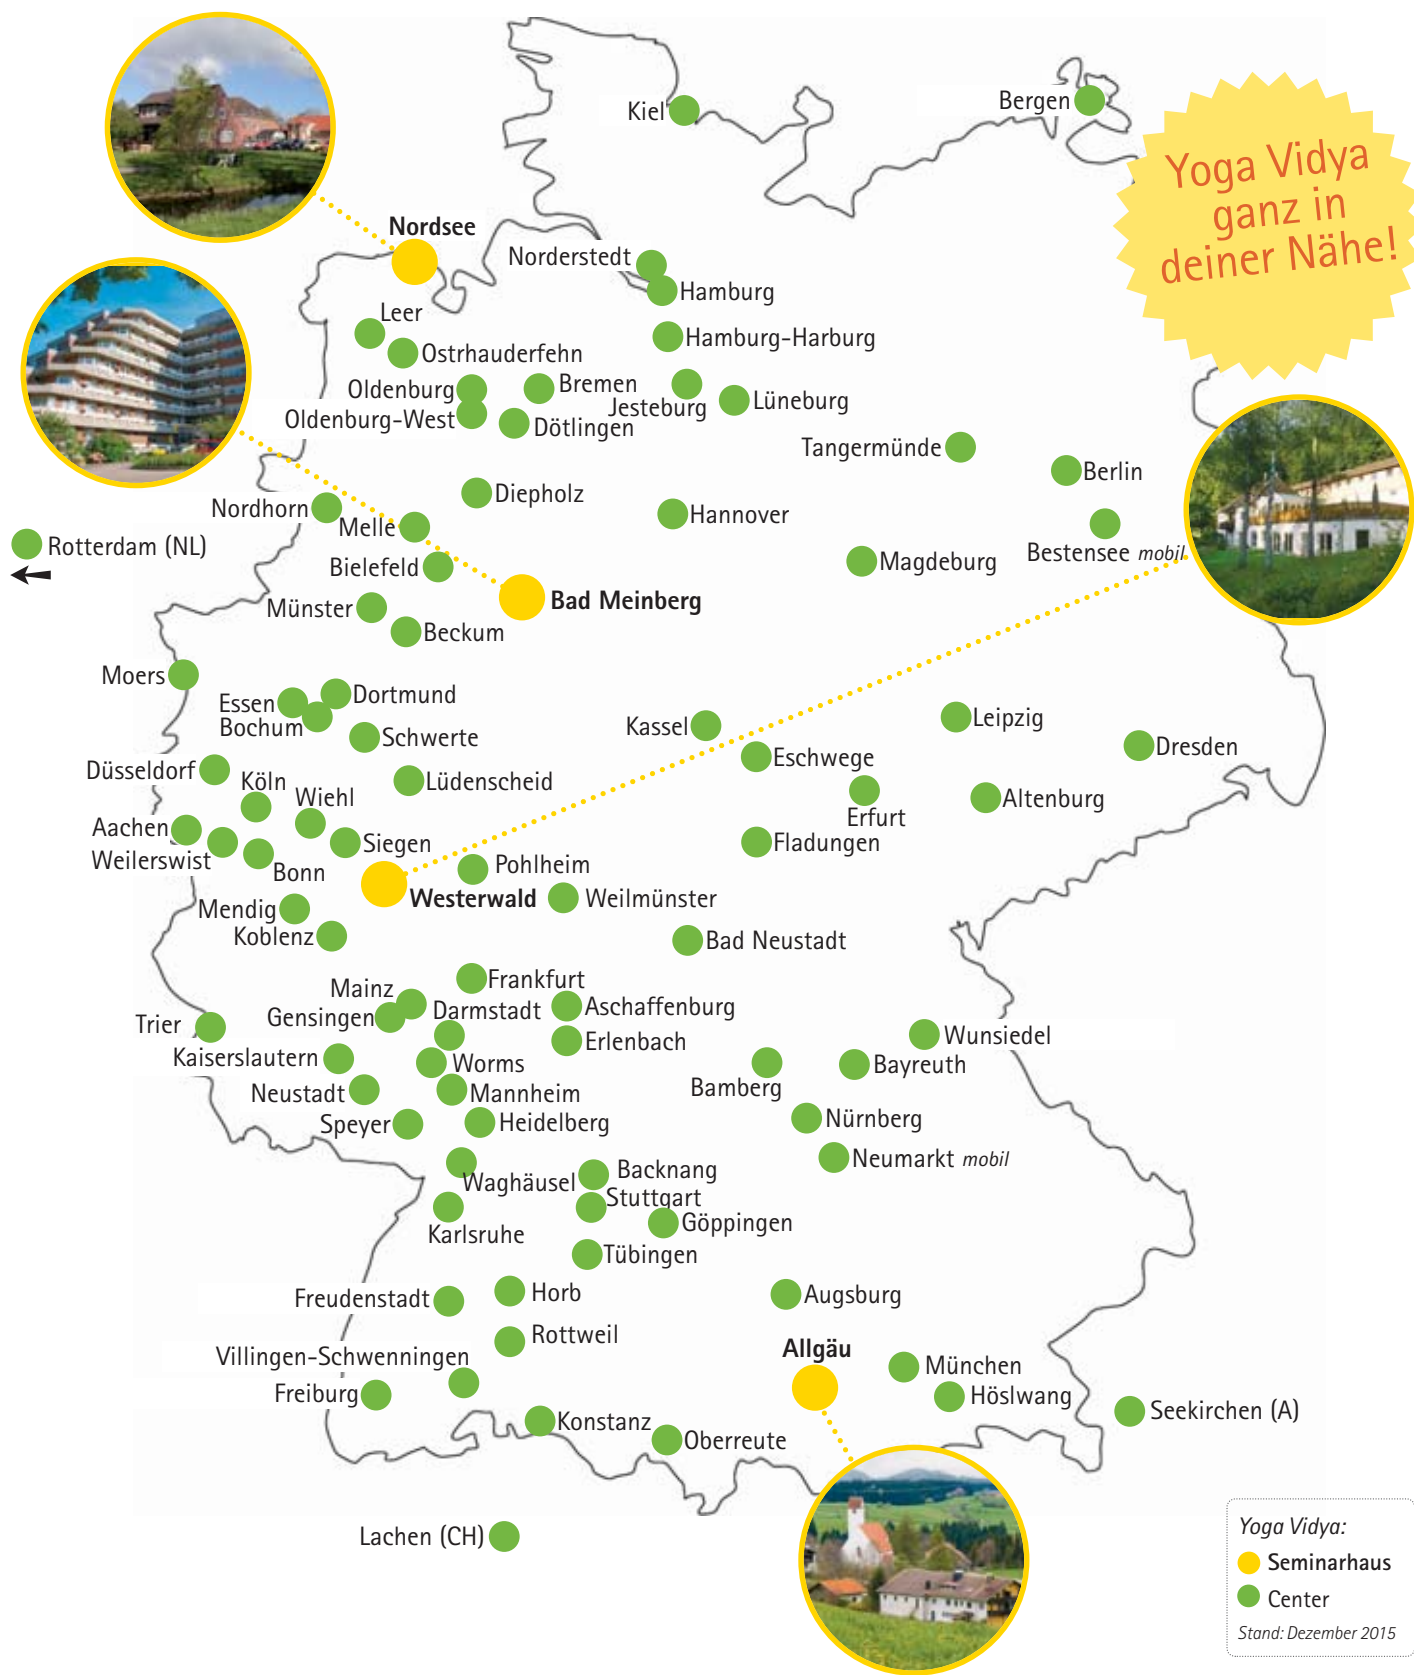 Kiel
Bergen
Yoga Vidya
ganz in
deiner Nähe!
Nordsee
Norderstedt
Hamburg
Leer
Hamburg-Harburg
Ostrhauderfehn
Oldenburg
Bremen
Jesteburg
Lüneburg
Oldenburg-West
Dötlingen
Tangermünde
Berlin
Diepholz
Nordhorn
Melle
Hannover
Rotterdam (NL)
Bestensee mobil
Bielefeld
Magdeburg
Bad Meinberg
Münster
Beckum
Moers
Dortmund
Essen
Bochum
Schwerte
Kassel
Leipzig
Dresden
Eschwege
Düsseldorf
Köln
Lüdenscheid
Wiehl
Erfurt
Altenburg
Aachen
Siegen
Fladungen
Weilerswist
Bonn
Pohlheim
Westerwald
Weilmünster
Mendig
Koblenz
Bad Neustadt
Frankfurt
Mainz
Gensingen
Darmstadt
Aschaffenburg
Trier
Wunsiedel
Erlenbach
Kaiserslautern
Worms
Bayreuth
Bamberg
Neustadt
Mannheim
Speyer
Heidelberg
Nürnberg
Neumarkt mobil
Backnang
Waghäusel
Stuttgart
Göppingen
Karlsruhe
Tübingen
Horb
Freudenstadt
Augsburg
Rottweil
Allgäu
Villingen-Schwenningen
München
Freiburg
Höslwang
Seekirchen (A)
Konstanz
Oberreute
Lachen (CH)
Yoga Vidya:
Seminarhaus
Center
Stand: Dezember 2015